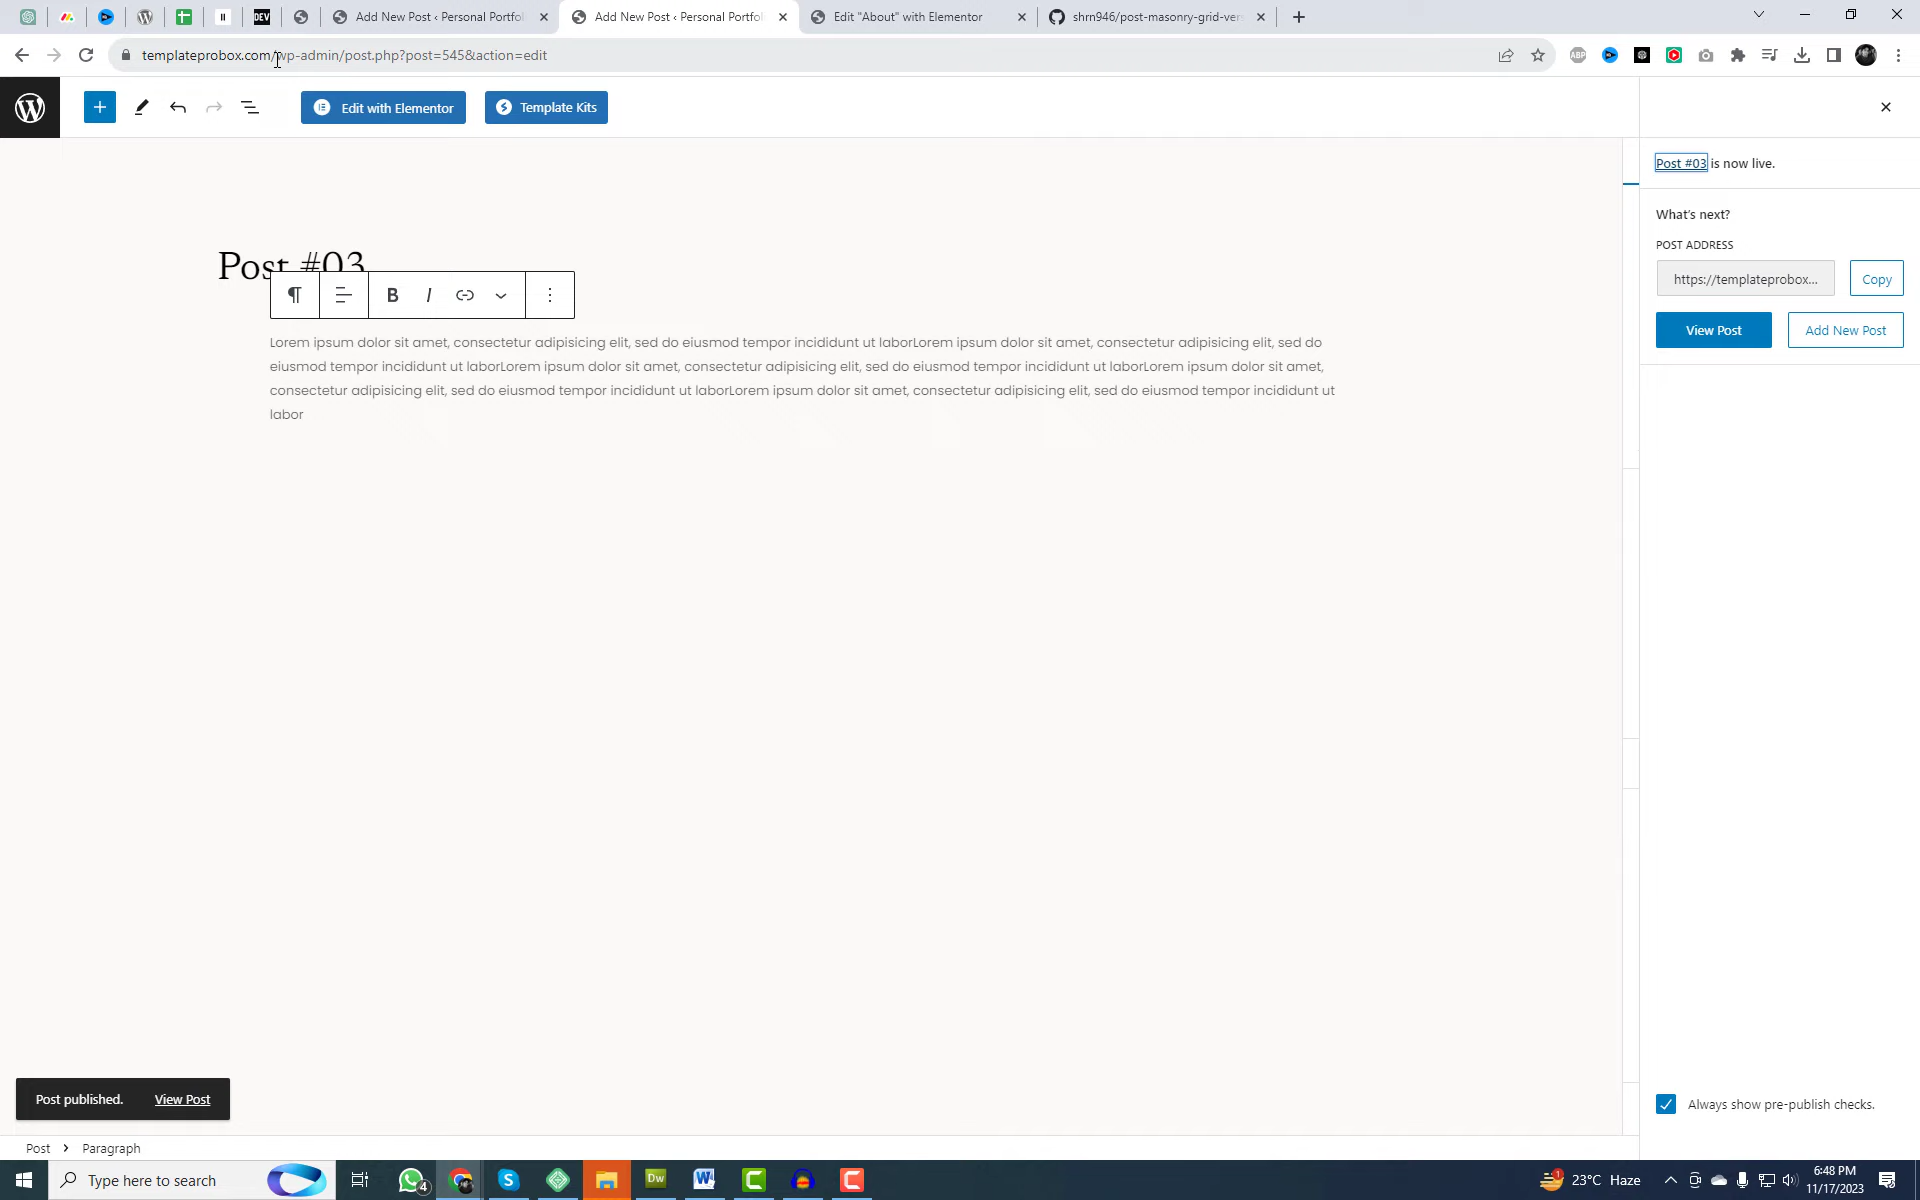 DEV
Add New Post ‹ Personal Portfol
Add New Post ‹ Personal Portfol
Edit "About" with Elementor
shrn946/post-masonry-grid-vers
templateprobox.com/wp-admin/post.php?post=545&action=edit
ABP
Edit with Elementor
Template Kits
Post #03 is now live.
What's next?
POST ADDRESS
https://templateprobox...
Copy
View Post
Add New Post
Post #03
B I
Lorem ipsum dolor sit amet, consectetur adipisicing elit, sed do eiusmod tempor incididunt ut laborLorem ipsum dolor sit amet, consectetur adipisicing elit, sed do
eiusmod tempor incididunt ut laborLorem ipsum dolor sit amet, consectetur adipisicing elit, sed do eiusmod tempor incididunt ut laborLorem ipsum dolor sit amet,
consectetur adipisicing elit, sed do eiusmod tempor incididunt ut laborLorem ipsum dolor sit amet, consectetur adipisicing elit, sed do eiusmod tempor incididunt ut
labor
Post published.
View Post
Always show pre-publish checks.
Post
Paragraph
Type here to search
4
Dw
1
23°C Haze
6:48 PM
11/17/2023